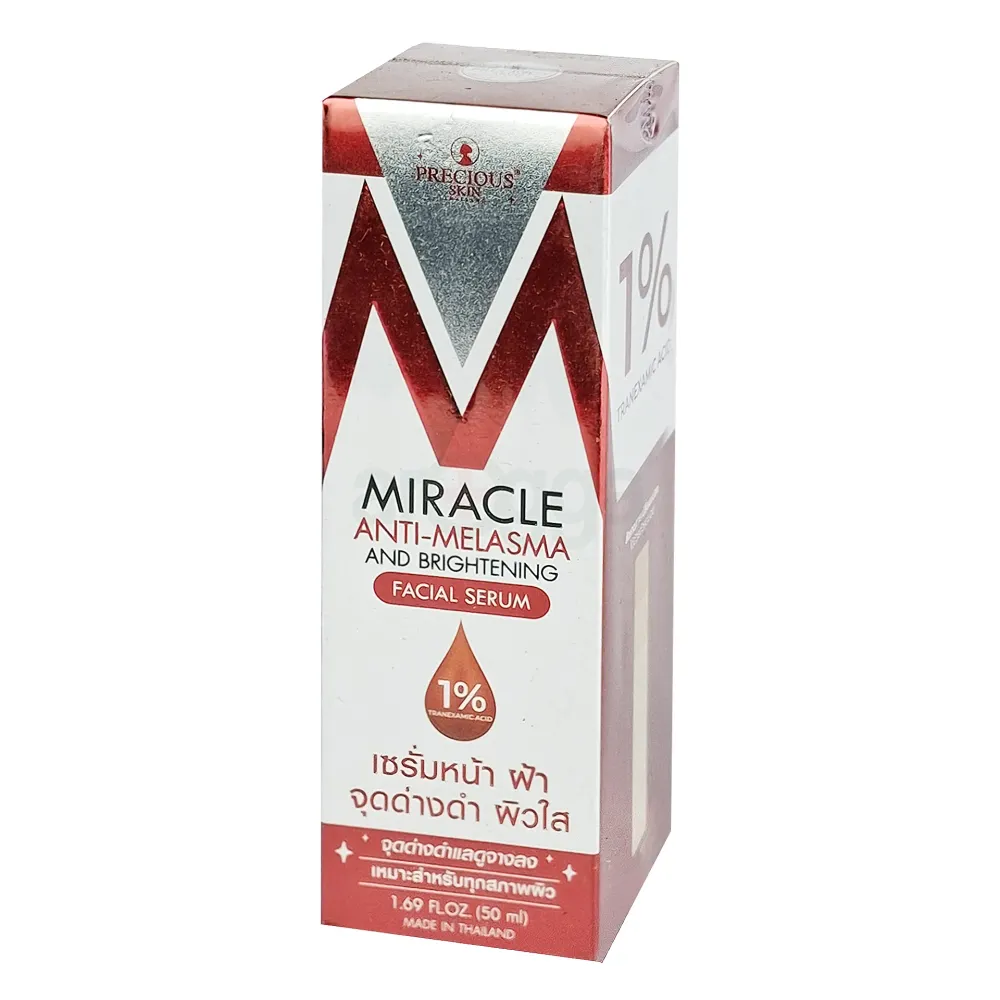 PRECIOUS®
SKIN
MIRACLE
ANTI-MELASMA
AND BRIGHTENING
FACIAL SERUM
1%
TRANEXAMIC ACID
เซรั่มหน้า ฝ้า
จุดด่างดำ ผิวใส
จุดด่างดำแลดูจางลง
เหมาะสำหรับทุกสภาพผิว
1.69 FL.OZ. (50 ml)
MADE IN THAILAND
1%
TRANEXAMIC ACID